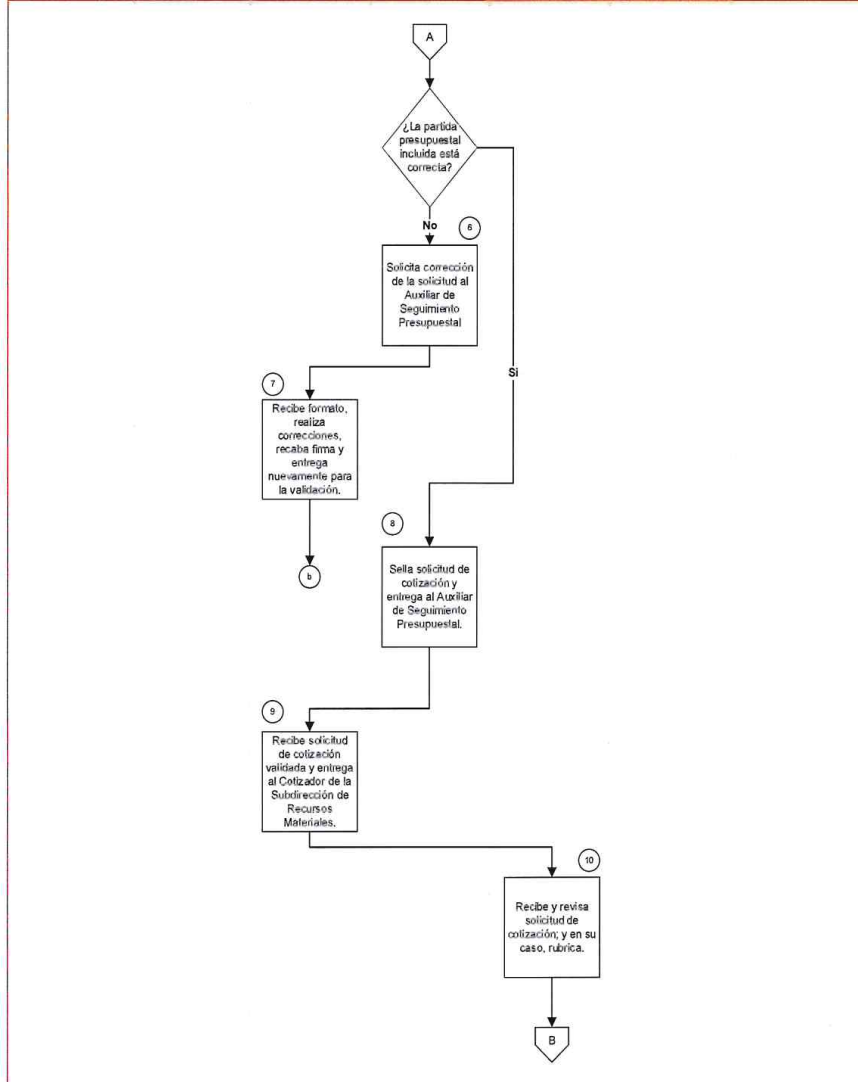 A
¿La partida
presupuestal
incluida está
correcta?
No
6
Solicita corrección
de la solicitud al
Auxiliar de
Seguimiento
Presupuestal
Si
7
Recibe formato,
realiza
correcciones,
recaba firma y
entrega
nuevamente para
la validación.
b
8
Sella solicitud de
cotización y
entrega al Auxiliar
de Seguimiento
Presupuestal.
9
Recibe solicitud
de cotización
validada y entrega
al Cotizador de la
Subdirección de
Recursos
Materiales.
10
Recibe y revisa
solicitud de
cotización; y en su
caso, rubrica.
B